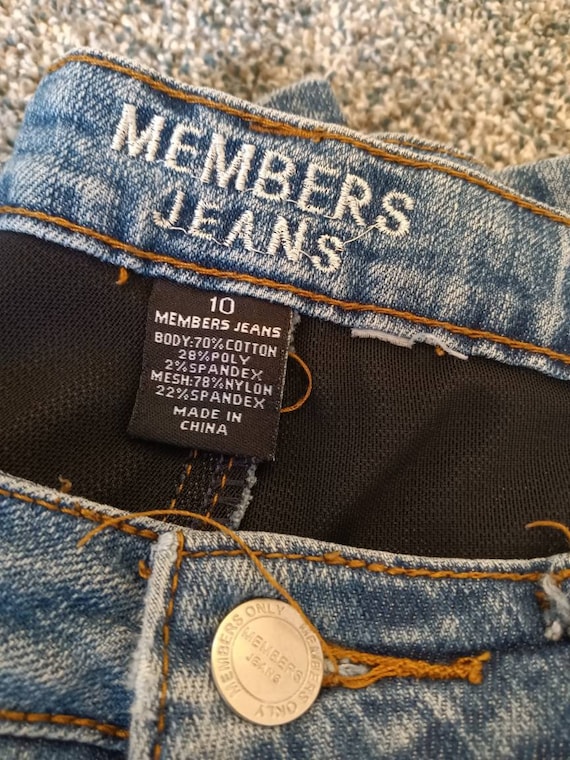 MEMBERS
JEANS
10
MEMBERS JEANS
BODY:70%COTTON
28%POLY
2%SPANDEX
MESH:78%NYLON
22%SPANDEX
MADE IN
CHINA
MEMBERS ONLY
MEMBERS
JEANS
MEMBERS ONLY